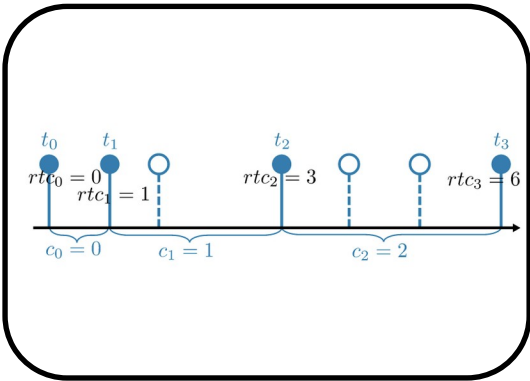 t₀ t₁ t₂ t₃
rtc₀ = 0 rtc₂ = 3 rtc₃ = 6
rtc₁ = 1
c₀ = 0 c₁ = 1 c₂ = 2